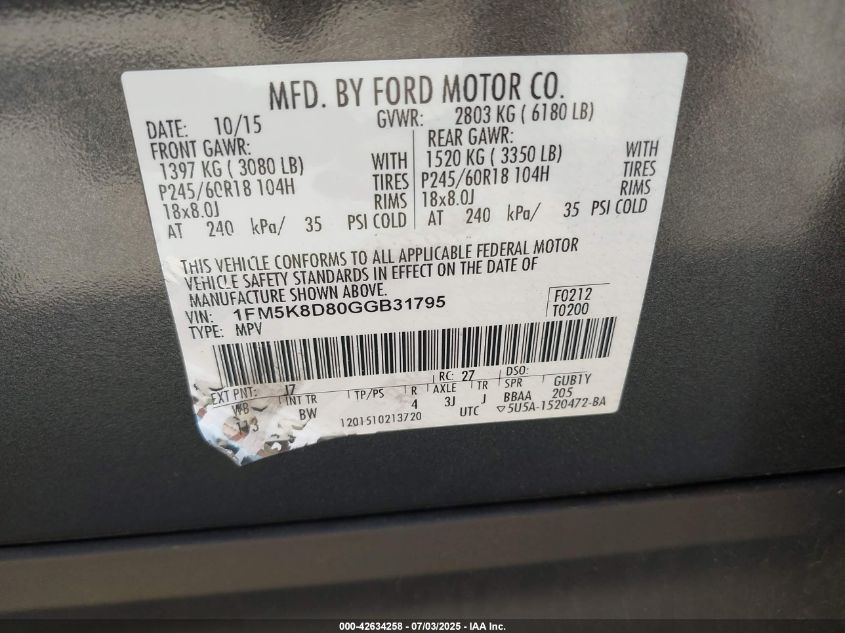 MFD. BY FORD MOTOR CO.
DATE: 10/15 GVWR: 2803 KG ( 6180 LB)
FRONT GAWR: REAR GAWR:
1397 KG ( 3080 LB) WITH 1520 KG ( 3350 LB) WITH
P245/60R18 104H TIRES P245/60R18 104H TIRES
18x8.0J RIMS 18x8.0J RIMS
AT 240 kPa/ 35 PSI COLD AT 240 kPa/ 35 PSI COLD
THIS VEHICLE CONFORMS TO ALL APPLICABLE FEDERAL MOTOR
VEHICLE SAFETY STANDARDS IN EFFECT ON THE DATE OF
MANUFACTURE SHOWN ABOVE.
VIN: 1FM5K8D80GGB31795 F0212
TYPE: MPV T0200
EXT PNT: J7 RC: 27 DSO:
WB INT TR TP/PS R AXLE TR SPR GUB1Y
BW 4 3J J BBAA 205
1201510213720 UTC ▽5U5A-1520472-BA
000-42634258 - 07/03/2025 - IAA Inc.